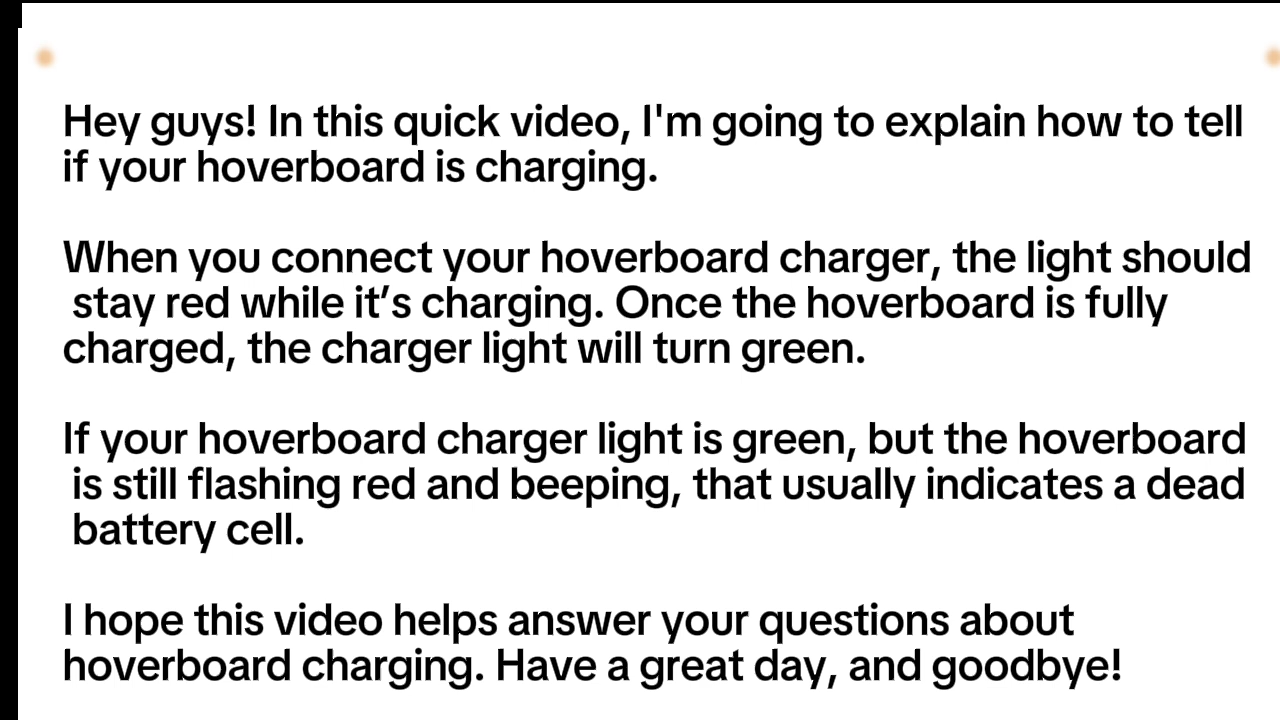 Hey guys! In this quick video, I'm going to explain how to tell
if your hoverboard is charging.
When you connect your hoverboard charger, the light should
stay red while it’s charging. Once the hoverboard is fully
charged, the charger light will turn green.
If your hoverboard charger light is green, but the hoverboard
is still flashing red and beeping, that usually indicates a dead
battery cell.
I hope this video helps answer your questions about
hoverboard charging. Have a great day, and goodbye!